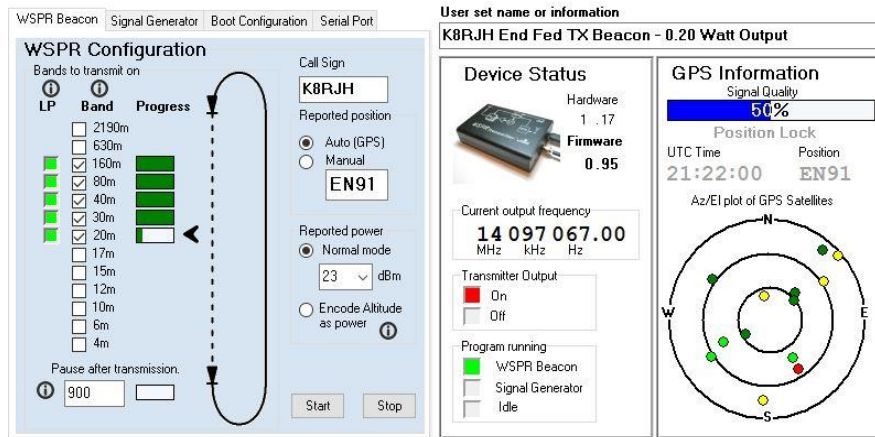 WSPR Beacon
Signal Generator
Boot Configuration
Serial Port
WSPR Configuration
Bands to transmit on
LP
Band
Progress
2190m
630m
160m
80m
40m
30m
20m
17m
15m
12m
10m
6m
4m
Pause after transmission.
900
Call Sign
K8RJH
Reported position
Auto (GPS)
Manual
EN91
Reported power
Normal mode
23 dBm
Encode Altitude
as power
Start
Stop
User set name or information
K8RJH End Fed TX Beacon - 0.20 Watt Output
Device Status
Hardware
1 .17
Firmware
0.95
Current output frequency
14 097 067.00
MHz kHz Hz
Transmitter Output
On
Off
Program running
WSPR Beacon
Signal Generator
Idle
GPS Information
Signal Quality
50%
Position Lock
UTC Time
Position
21:22:00
EN91
Az/El plot of GPS Satellites
N
W
E
S